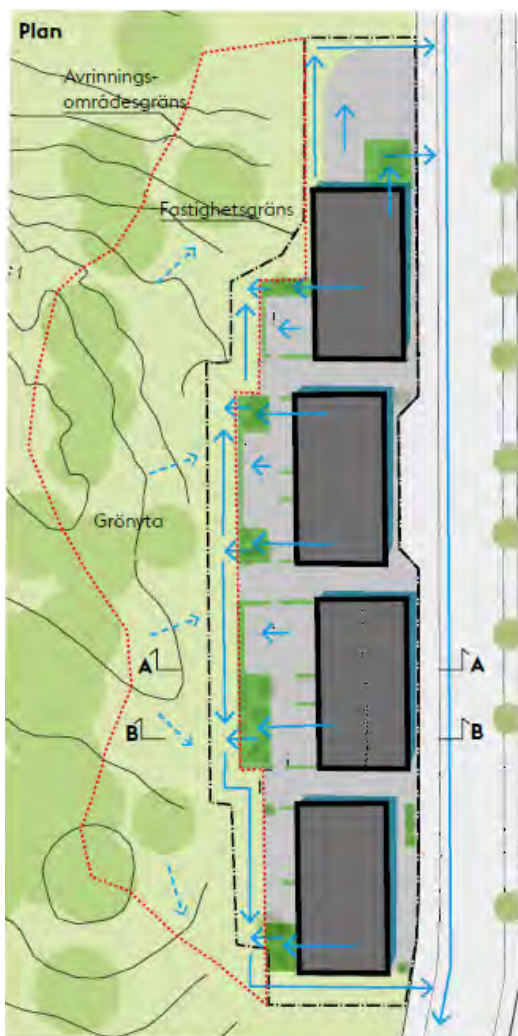 Plan
Avrinnings-
områdesgräns
Fastighetsgräns
Grönyta
A A
B B